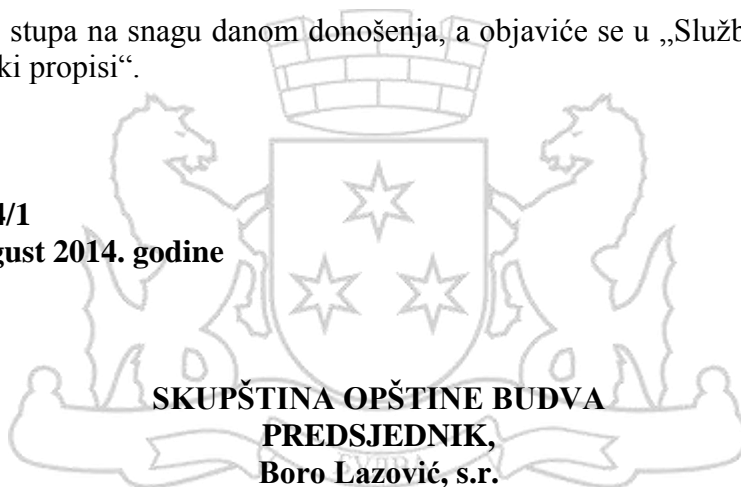 stupa na snagu danom donošenja, a objaviće se u „Služb
ki propisi“.
4/1
gust 2014. godine
SKUPŠTINA OPŠTINE BUDVA
PREDSJEDNIK,
Boro Lazović, s.r.